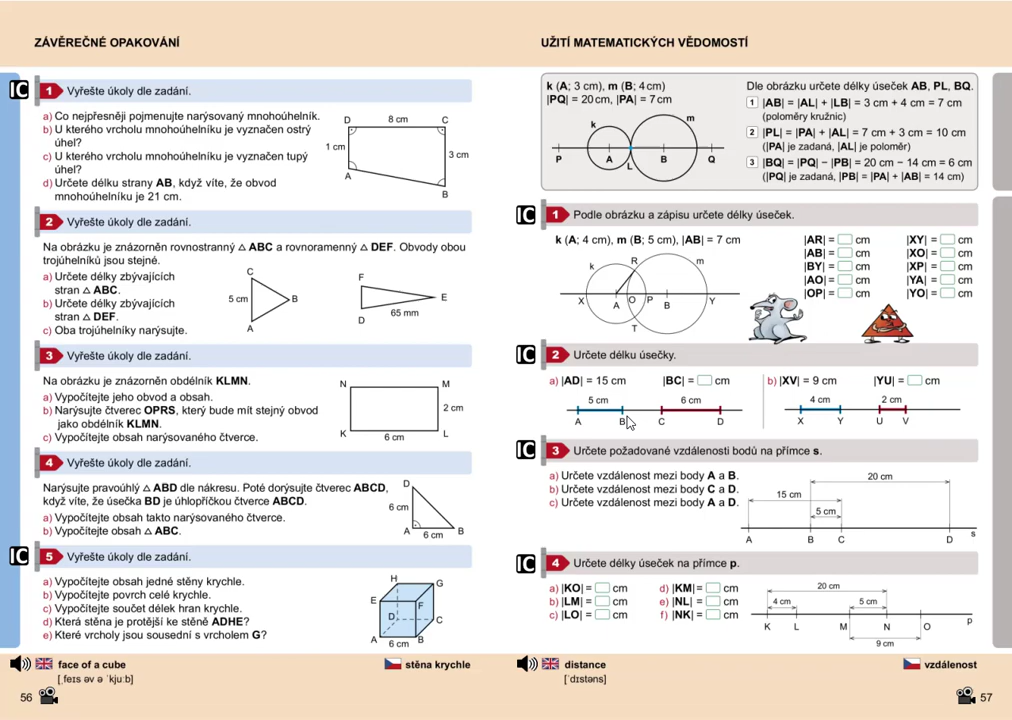 ZÁVĚREČNÉ OPAKOVÁNÍ
IC
1 Vyřešte úkoly dle zadání.
a) Co nejpřesněji pojmenujte narýsovaný mnohoúhelník.
b) U kterého vrcholu mnohoúhelníku je vyznačen ostrý
úhel?
c) U kterého vrcholu mnohoúhelníku je vyznačen tupý
úhel?
d) Určete délku strany AB, když víte, že obvod
mnohoúhelníku je 21 cm.
D 8 cm C
1 cm
3 cm
A
B
2 Vyřešte úkoly dle zadání.
Na obrázku je znázorněn rovnostranný △ ABC a rovnoramenný △ DEF. Obvody obou
trojúhelníků jsou stejné.
a) Určete délky zbývajících
stran △ ABC.
b) Určete délky zbývajících
stran △ DEF.
c) Oba trojúhelníky narýsujte.
C
5 cm B
A
F
E
65 mm
D
3 Vyřešte úkoly dle zadání.
Na obrázku je znázorněn obdélník KLMN.
a) Vypočítejte jeho obvod a obsah.
b) Narýsujte čtverec OPRS, který bude mít stejný obvod
jako obdélník KLMN.
c) Vypočítejte obsah narýsovaného čtverce.
N M
2 cm
K 6 cm L
4 Vyřešte úkoly dle zadání.
Narýsujte pravoúhlý △ ABD dle nákresu. Poté dorýsujte čtverec ABCD,
když víte, že úsečka BD je úhlopříčkou čtverce ABCD.
a) Vypočítejte obsah takto narýsovaného čtverce.
b) Vypočítejte obsah △ ABC.
D
6 cm
A 6 cm B
IC
5 Vyřešte úkoly dle zadání.
a) Vypočítejte obsah jedné stěny krychle.
b) Vypočítejte povrch celé krychle.
c) Vypočítejte součet délek hran krychle.
d) Která stěna je protější ke stěně ADHE?
e) Které vrcholy jsou sousední s vrcholem G?
H G
E F
D C
A 6 cm B
face of a cube
[ˌfeɪs əv ə ˈkjuːb]
stěna krychle
56
UŽITÍ MATEMATICKÝCH VĚDOMOSTÍ
k (A; 3 cm), m (B; 4 cm)
|PQ| = 20 cm, |PA| = 7 cm
k m
P A L B Q
Dle obrázku určete délky úseček AB, PL, BQ.
1 |AB| = |AL| + |LB| = 3 cm + 4 cm = 7 cm
(poloměry kružnic)
2 |PL| = |PA| + |AL| = 7 cm + 3 cm = 10 cm
(|PA| je zadaná, |AL| je poloměr)
3 |BQ| = |PQ| − |PB| = 20 cm − 14 cm = 6 cm
(|PQ| je zadaná, |PB| = |PA| + |AB| = 14 cm)
IC
1 Podle obrázku a zápisu určete délky úseček.
k (A; 4 cm), m (B; 5 cm), |AB| = 7 cm
k R m
X A O P B Y
T
|AR| = cm |XY| = cm
|AB| = cm |XO| = cm
|BY| = cm |XP| = cm
|AO| = cm |YA| = cm
|OP| = cm |YO| = cm
IC
2 Určete délku úsečky.
a) |AD| = 15 cm |BC| = cm
5 cm 6 cm
A B C D
b) |XV| = 9 cm |YU| = cm
4 cm 2 cm
X Y U V
IC
3 Určete požadované vzdálenosti bodů na přímce s.
a) Určete vzdálenost mezi body A a B.
b) Určete vzdálenost mezi body C a D.
c) Určete vzdálenost mezi body A a D.
20 cm
15 cm
5 cm
A B C D s
IC
4 Určete délky úseček na přímce p.
a) |KO| = cm d) |KM| = cm
b) |LM| = cm e) |NL| = cm
c) |LO| = cm f) |NK| = cm
20 cm
4 cm 5 cm
K L M N O p
9 cm
distance
[ˈdɪstəns]
vzdálenost
57